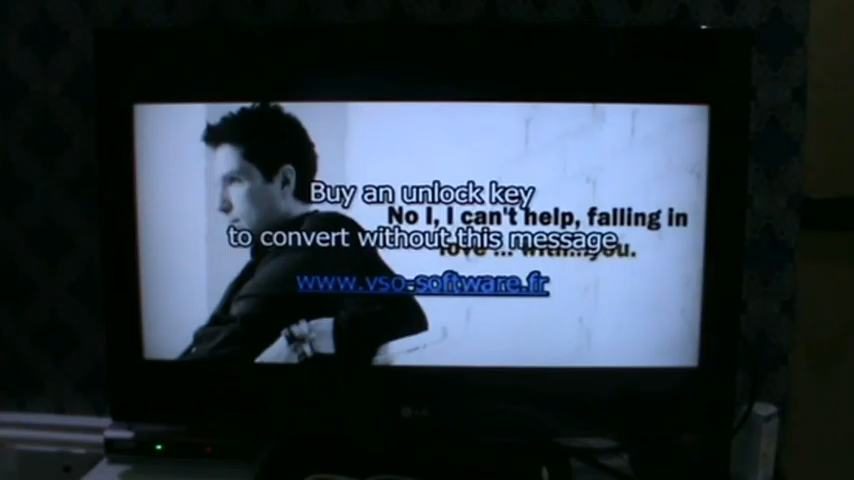 Buy an unlock key
No I, I can't help, falling in
to convert without this message
love ... with...you.
www.vso-software.fr
LG